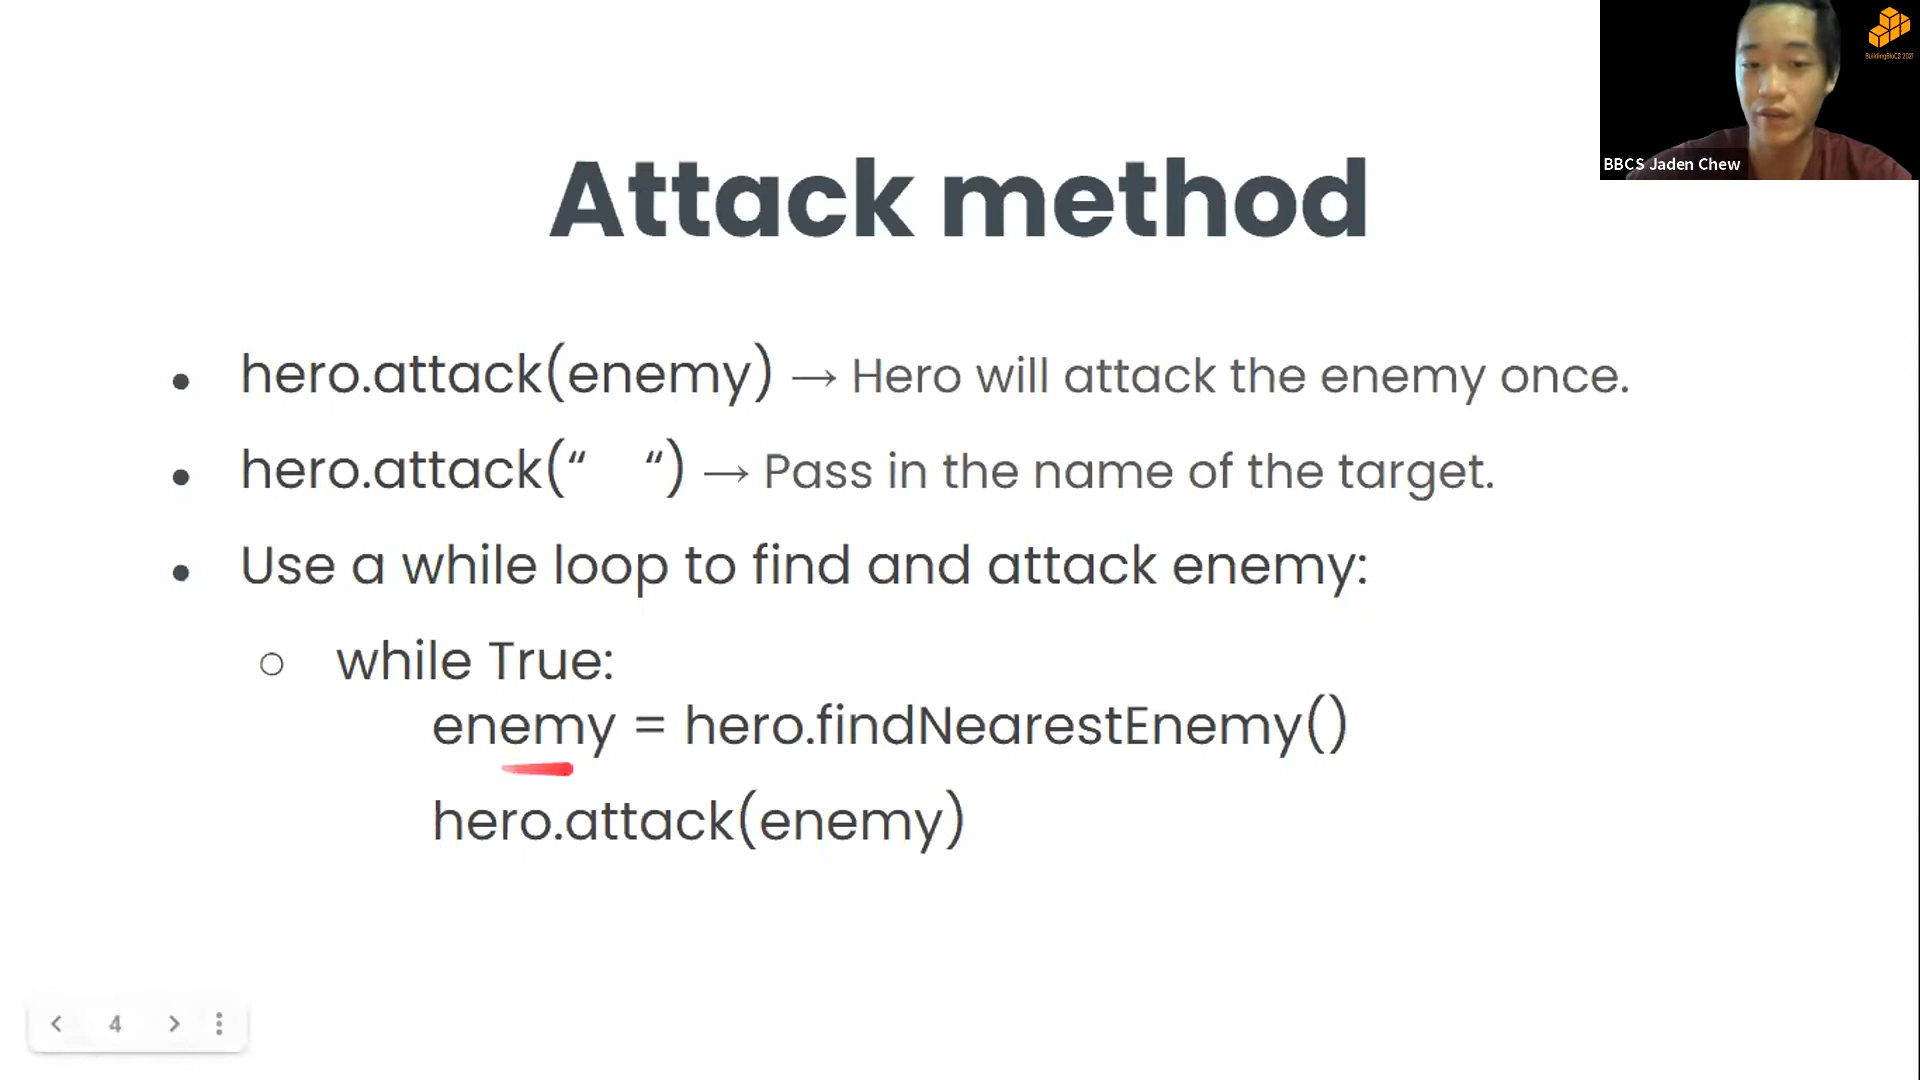 BuildingBloCS 2021
BBCS Jaden Chew
Attack method
• hero.attack(enemy) → Hero will attack the enemy once.
• hero.attack(“ “) → Pass in the name of the target.
• Use a while loop to find and attack enemy:
○ while True:
enemy = hero.findNearestEnemy()
hero.attack(enemy)
4